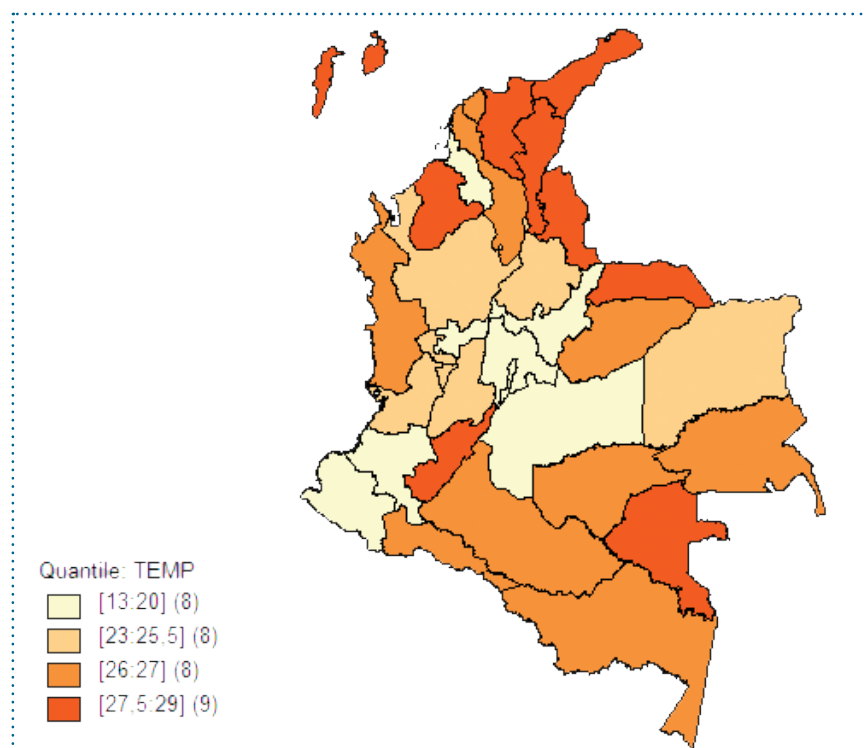 Quantile: TEMP
[13:20] (8)
[23:25,5] (8)
[26:27] (8)
[27,5:29] (9)